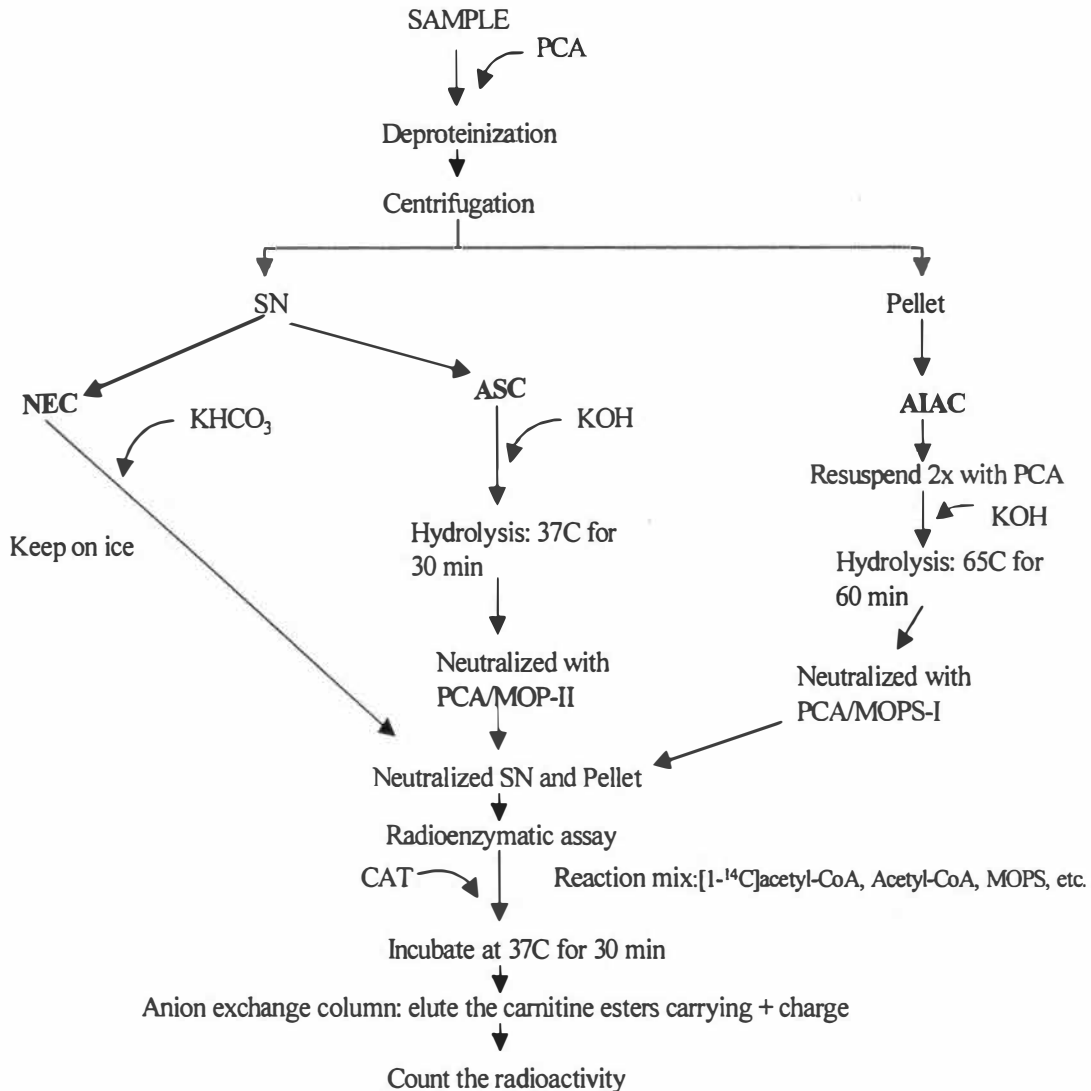 SAMPLE
PCA
Deproteinization
Centrifugation
SN
Pellet
NEC
ASC
AIAC
KHCO₃
KOH
Resuspend 2x with PCA
KOH
Keep on ice
Hydrolysis: 37C for
30 min
Hydrolysis: 65C for
60 min
Neutralized with
PCA/MOP-II
Neutralized with
PCA/MOPS-I
Neutralized SN and Pellet
Radioenzymatic assay
CAT
Reaction mix:[1-¹⁴C]acetyl-CoA, Acetyl-CoA, MOPS, etc.
Incubate at 37C for 30 min
Anion exchange column: elute the carnitine esters carrying + charge
Count the radioactivity